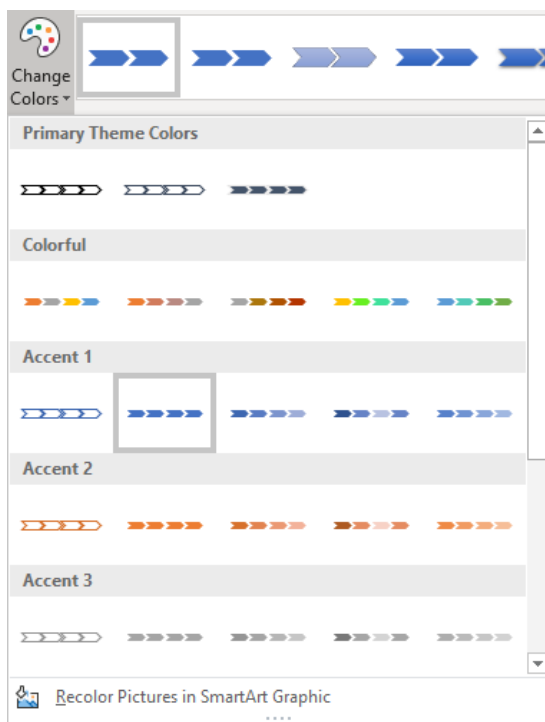 Change
Colors
Primary Theme Colors
Colorful
Accent 1
Accent 2
Accent 3
Recolor Pictures in SmartArt Graphic